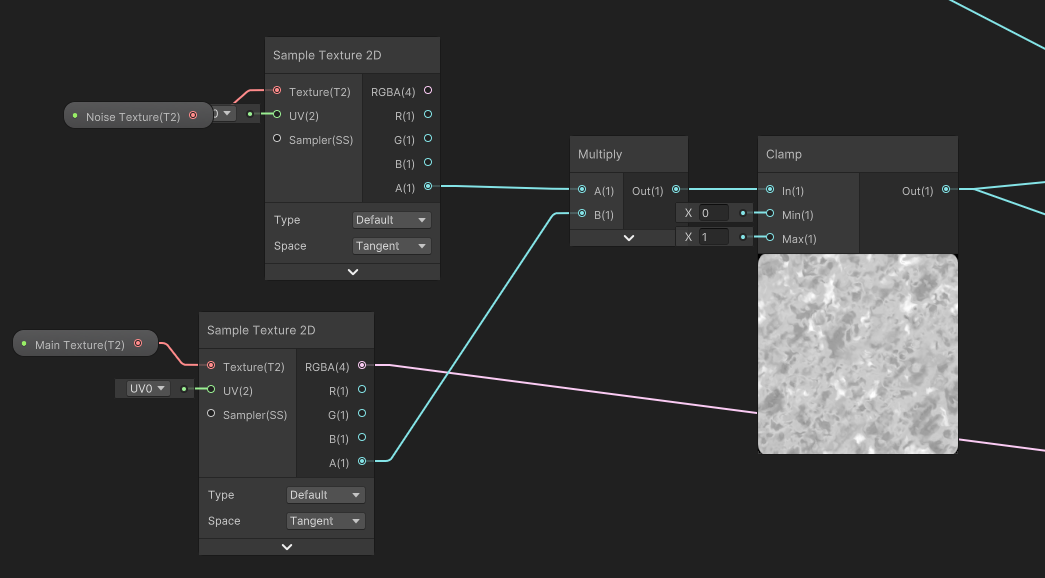 Sample Texture 2D
Texture(T2)
RGBA(4)
Noise Texture(T2)
UV(2)
R(1)
Sampler(SS)
G(1)
B(1)
A(1)
Type
Default
Space
Tangent
Multiply
A(1)
Out(1)
B(1)
Clamp
In(1)
Out(1)
X 0
Min(1)
X 1
Max(1)
Sample Texture 2D
Main Texture(T2)
Texture(T2)
RGBA(4)
UV0
UV(2)
R(1)
Sampler(SS)
G(1)
B(1)
A(1)
Type
Default
Space
Tangent